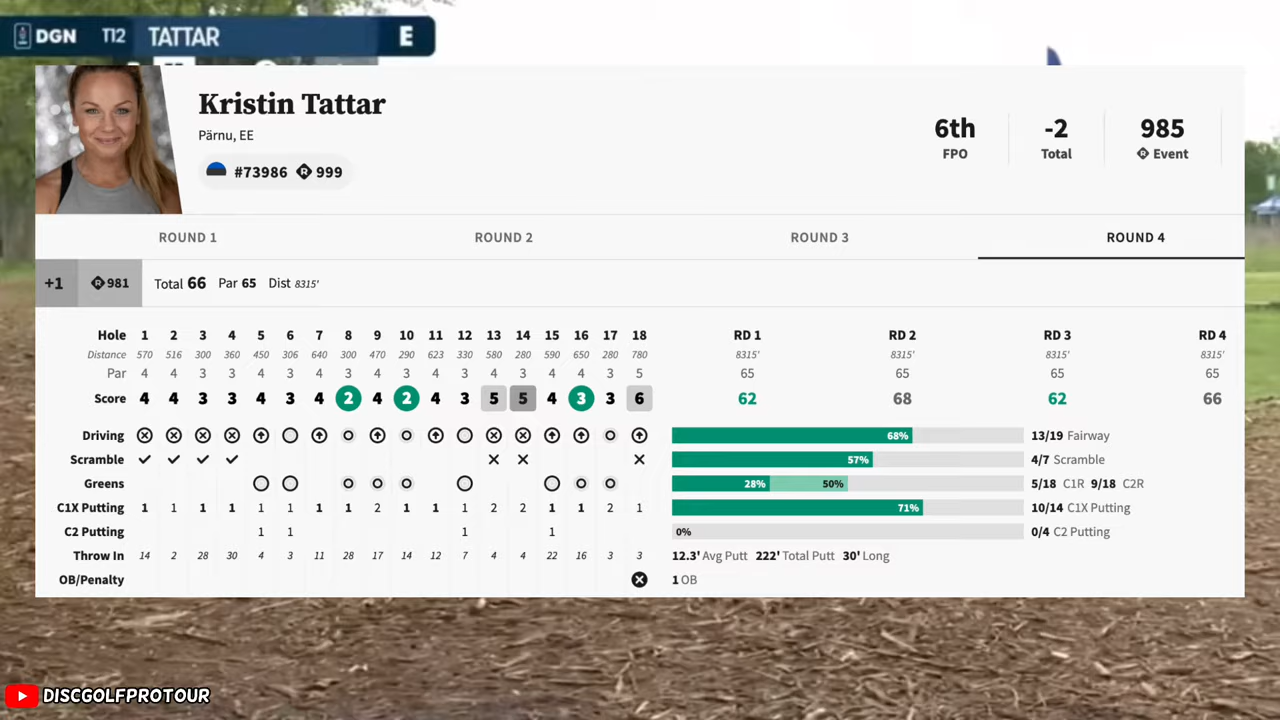 DGN T12 TATTAR E
Kristin Tattar
Pärnu, EE
#73986 R 999
6th -2 985
FPO Total R Event
ROUND 1 ROUND 2 ROUND 3 ROUND 4
+1 R 981 Total 66 Par 65 Dist 8315'
Hole 1 2 3 4 5 6 7 8 9 10 11 12 13 14 15 16 17 18 RD 1 RD 2 RD 3 RD 4
Distance 570 516 300 360 450 306 640 300 470 290 623 330 580 280 590 650 280 780 8315' 8315' 8315' 8315'
Par 4 4 3 3 4 3 4 3 4 3 4 3 4 3 4 4 3 5 65 65 65 65
Score 4 4 3 3 4 3 4 2 4 2 4 3 5 5 4 3 3 6 62 68 62 66
Driving 68% 13/19 Fairway
Scramble 57% 4/7 Scramble
Greens 28% 50% 5/18 C1R 9/18 C2R
C1X Putting 1 1 1 1 1 1 1 1 2 1 1 1 2 2 1 1 2 1 71% 10/14 C1X Putting
C2 Putting 1 1 1 1 0% 0/4 C2 Putting
Throw In 14 2 28 30 4 3 11 28 17 14 12 7 4 4 22 16 3 3 12.3' Avg Putt 222' Total Putt 30' Long
OB/Penalty 1 OB
DISCGOLFPROTOUR